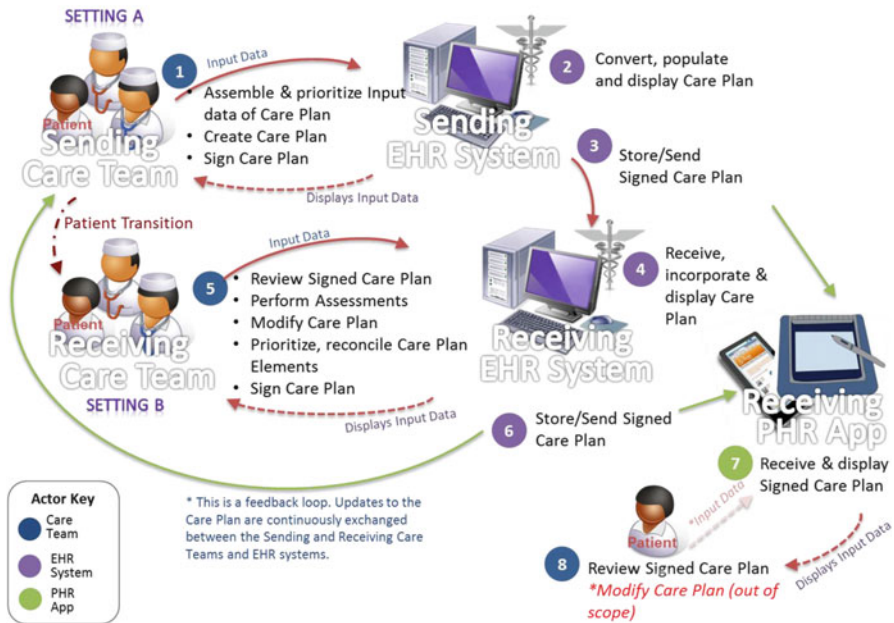 SETTING A
Patient
Sending
Care Team
1
Input Data
• Assemble & prioritize Input
data of Care Plan
• Create Care Plan
• Sign Care Plan
Displays Input Data
Sending
EHR System
2
Convert, populate
and display Care Plan
3
Store/Send
Signed Care Plan
Patient Transition
Patient
Receiving
Care Team
SETTING B
5
Input Data
• Review Signed Care Plan
• Perform Assessments
• Modify Care Plan
• Prioritize, reconcile Care Plan
Elements
• Sign Care Plan
Displays Input Data
Receiving
EHR System
4
Receive,
incorporate &
display Care
Plan
6
Store/Send Signed
Care Plan
Receiving
PHR App
7
Receive & display
Signed Care Plan
*Input Data
Patient
Displays Input Data
8
Review Signed Care Plan
*Modify Care Plan (out of
scope)
* This is a feedback loop. Updates to the
Care Plan are continuously exchanged
between the Sending and Receiving Care
Teams and EHR systems.
Actor Key
Care
Team
EHR
System
PHR
App